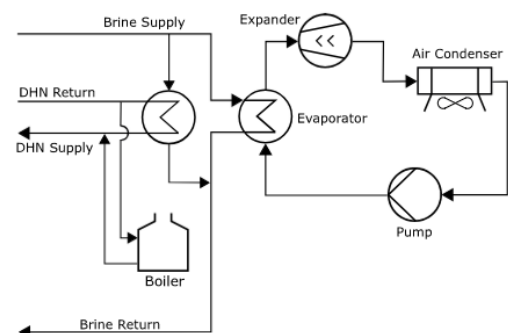 Brine Supply
Expander
Air Condenser
DHN Return
Evaporator
DHN Supply
Pump
Boiler
Brine Return